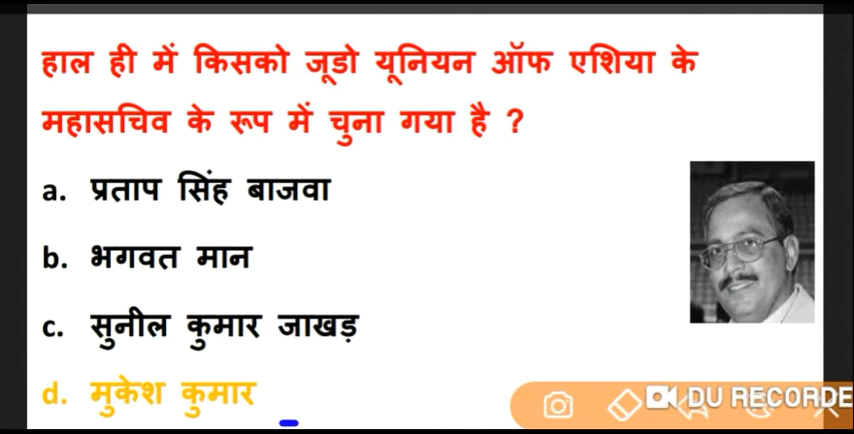 हाल ही में किसको जूडो यूनियन ऑफ एशिया के
महासचिव के रूप में चुना गया है ?
a. प्रताप सिंह बाजवा
b. भगवत मान
c. सुनील कुमार जाखड़
d. मुकेश कुमार
DU RECORDE